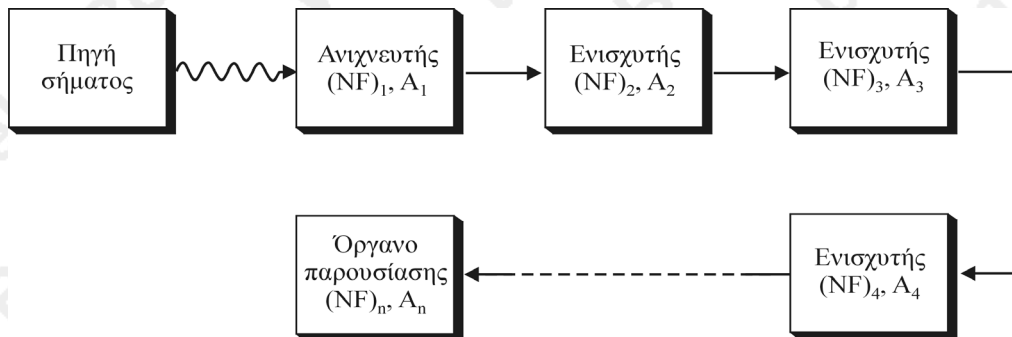 Πηγή
σήματος
Ανιχνευτής
(NF)₁, A₁
Ενισχυτής
(NF)₂, A₂
Ενισχυτής
(NF)₃, A₃
Ενισχυτής
(NF)₄, A₄
Όργανο
παρουσίασης
(NF)ₙ, Aₙ